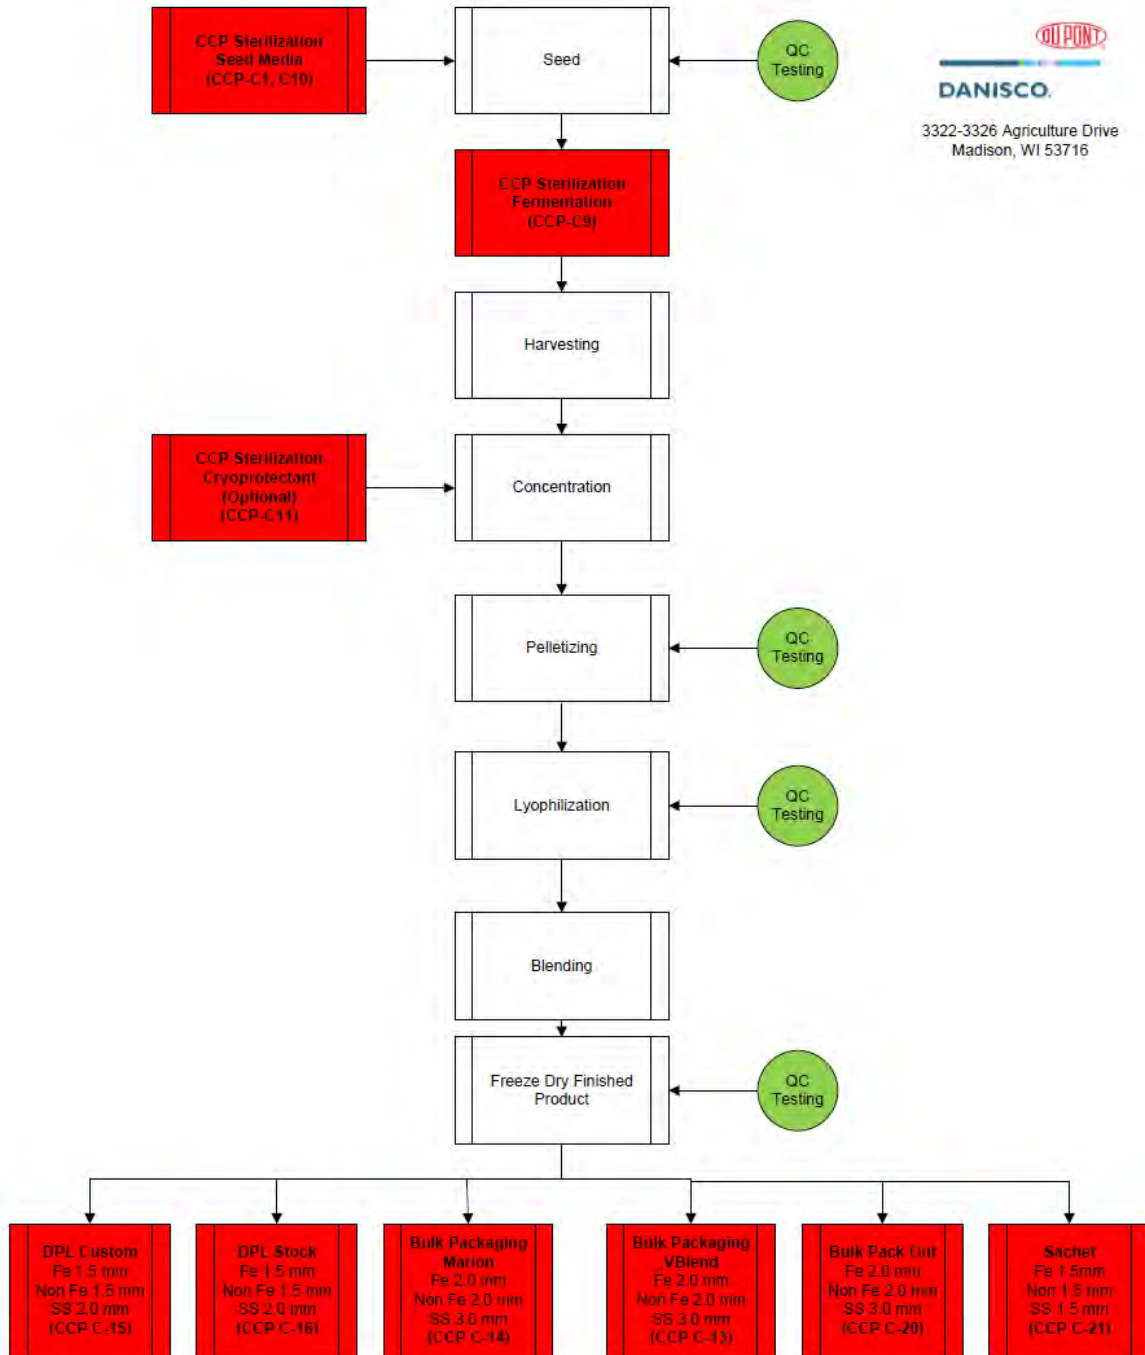 CCP Sterilization
Seed Media
(CCP-C1, C10)
Seed
QC
Testing
DU PONT
DANISCO.
3322-3326 Agriculture Drive
Madison, WI 53716
CCP Sterilization
Fermentation
(CCP-C9)
Harvesting
CCP Sterilization
Cryoprotectant
(Optional)
(CCP-C11)
Concentration
Pelletizing
QC
Testing
Lyophilization
QC
Testing
Blending
Freeze Dry Finished
Product
QC
Testing
DPL Custom
Fe 1.5 mm
Non Fe 1.5 mm
SS 2.0 mm
(CCP C-15)
DPL Stock
Fe 1.5 mm
Non Fe 1.5 mm
SS 2.0 mm
(CCP C-16)
Bulk Packaging
Marion
Fe 2.0 mm
Non Fe 2.0 mm
SS 3.0 mm
(CCP C-14)
Bulk Packaging
VBlend
Fe 2.0 mm
Non Fe 2.0 mm
SS 3.0 mm
(CCP C-13)
Bulk Pack Out
Fe 2.0 mm
Non Fe 2.0 mm
SS 3.0 mm
(CCP C-20)
Sachet
Fe 1.5mm
Non 1.5 mm
SS 1.5 mm
(CCP C-21)